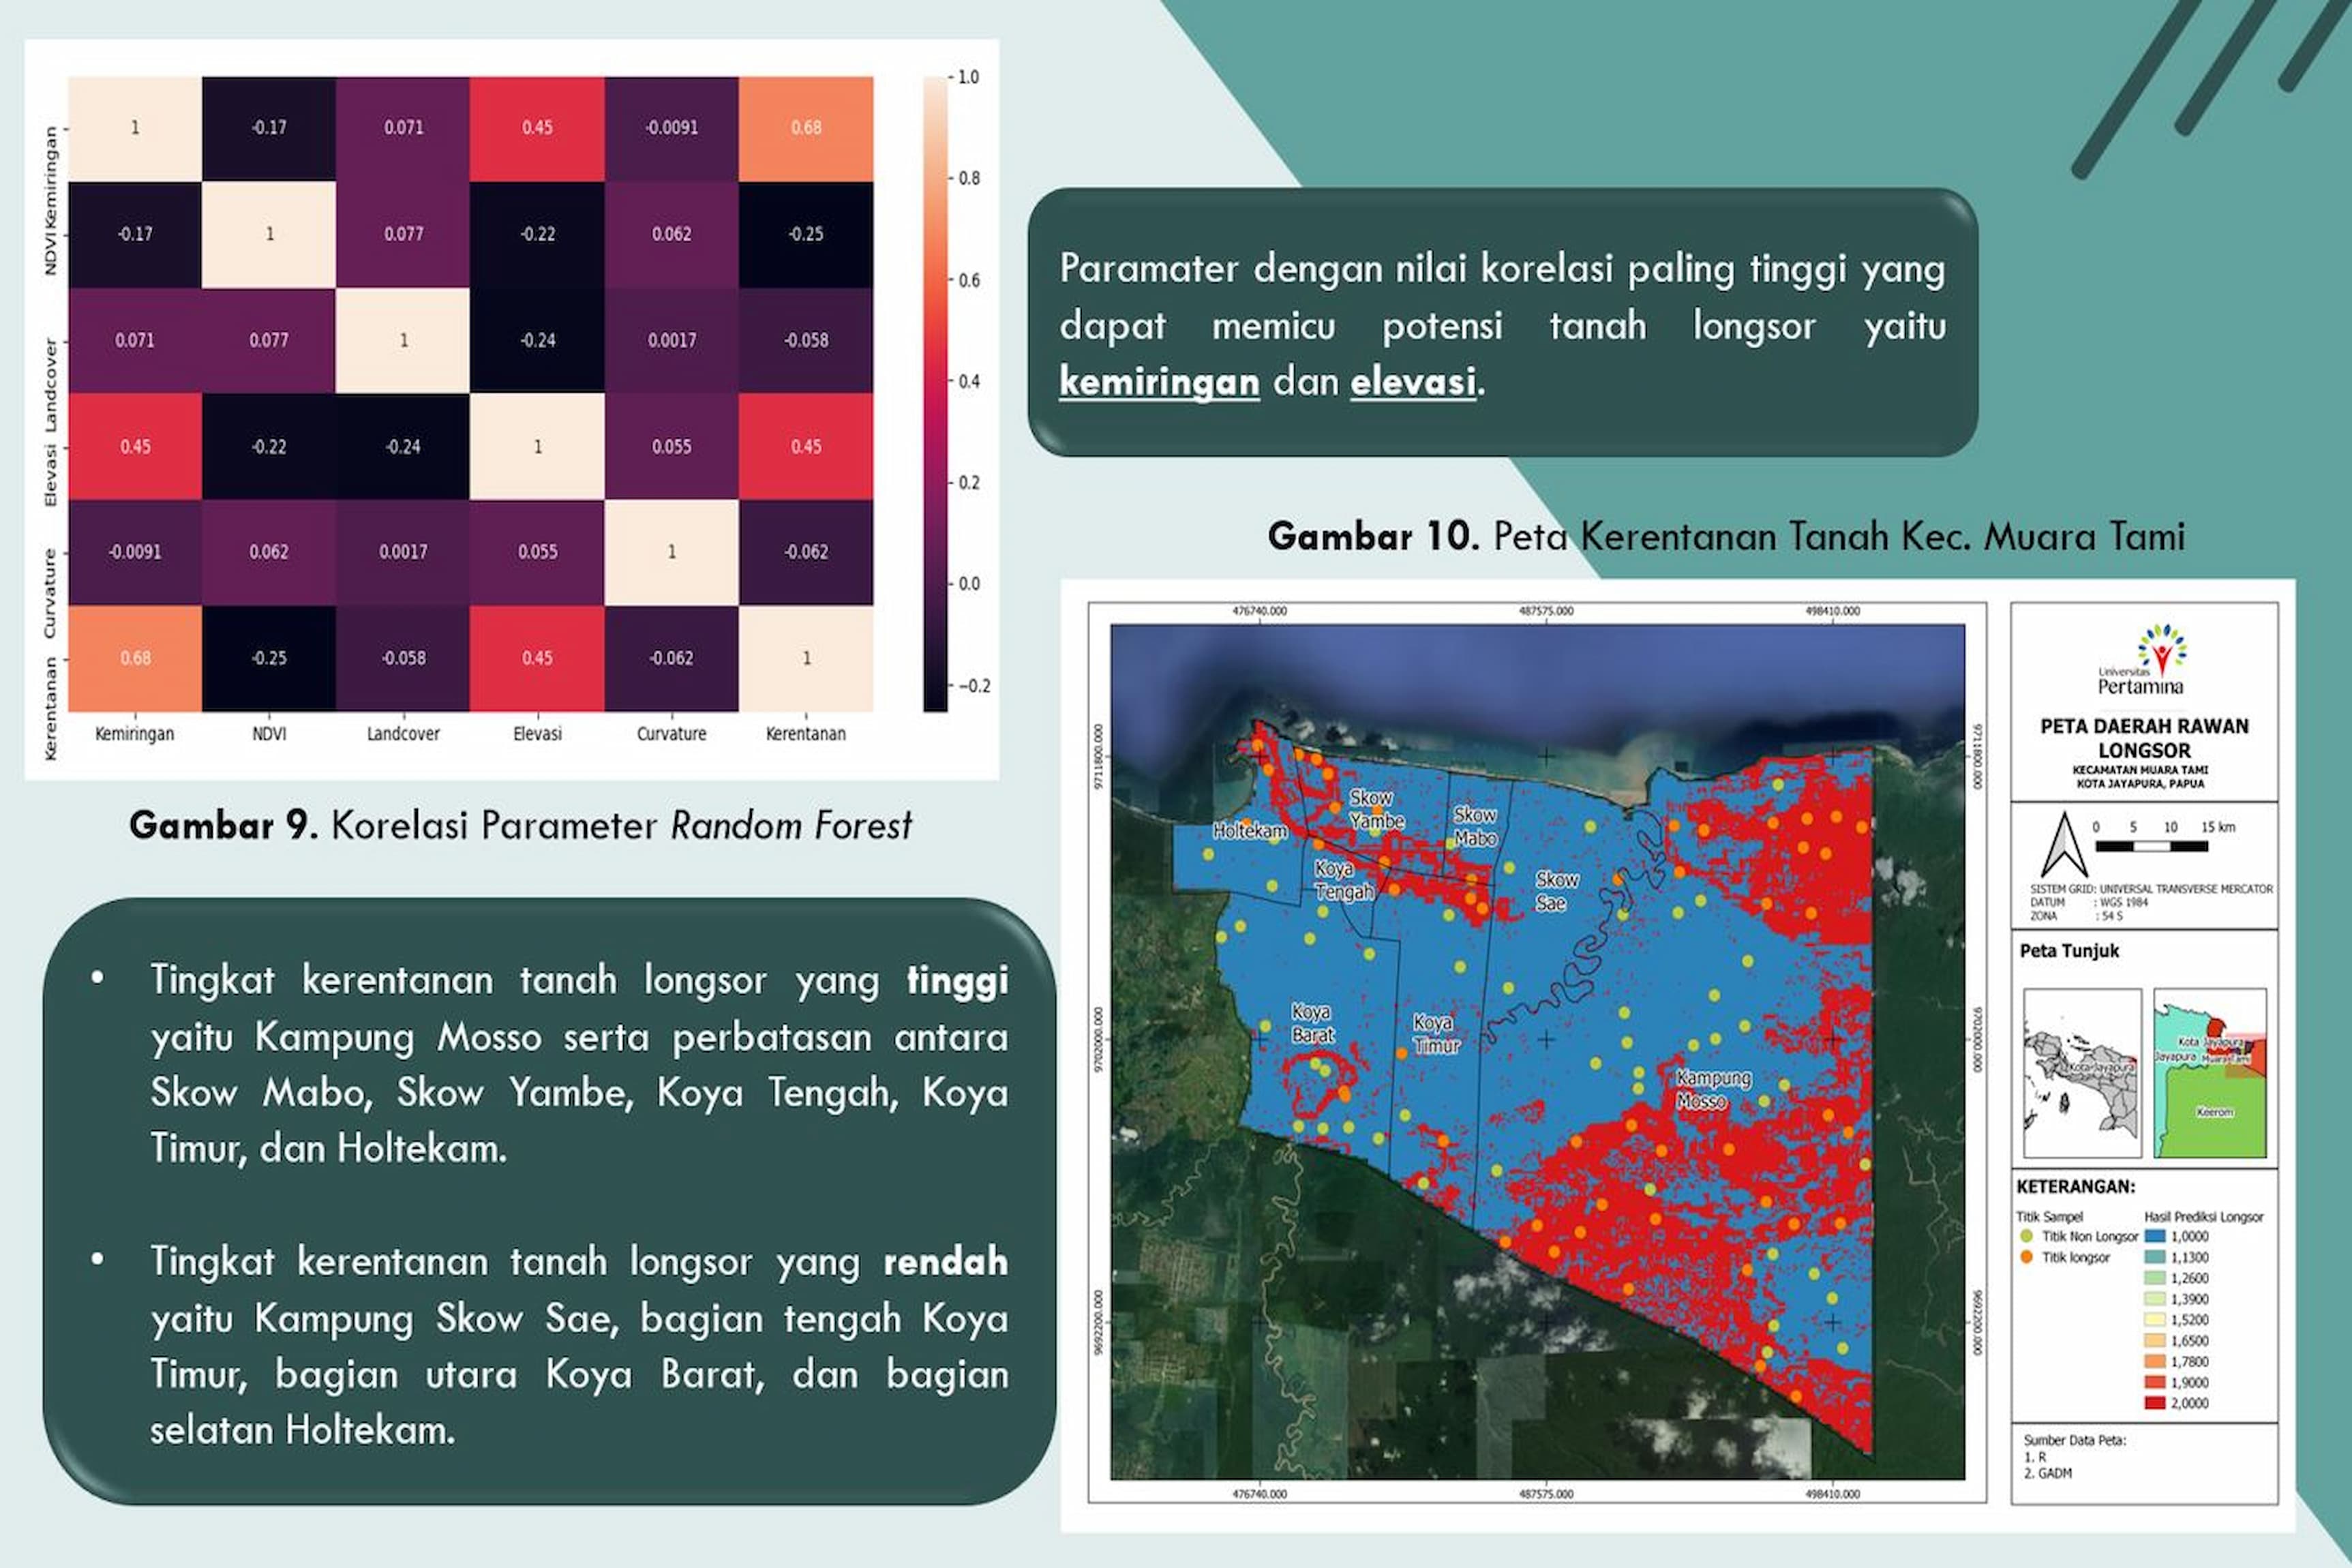 1 -0.17 0.071 0.45 -0.0091 0.68
-0.17 1 0.077 -0.22 0.062 -0.25
0.071 0.077 1 -0.24 0.0017 -0.058
0.45 -0.22 -0.24 1 0.055 0.45
-0.0091 0.062 0.0017 0.055 1 -0.062
0.68 -0.25 -0.058 0.45 -0.062 1
Kemiringan
NDVI
Landcover
Elevasi
Curvature
Kerentanan
Kemiringan NDVI Landcover Elevasi Curvature Kerentanan
1.0
0.8
0.6
0.4
0.2
0.0
−0.2
Gambar 9. Korelasi Parameter Random Forest
Paramater dengan nilai korelasi paling tinggi yang
dapat memicu potensi tanah longsor yaitu
kemiringan dan elevasi.
• Tingkat kerentanan tanah longsor yang tinggi
yaitu Kampung Mosso serta perbatasan antara
Skow Mabo, Skow Yambe, Koya Tengah, Koya
Timur, dan Holtekam.
• Tingkat kerentanan tanah longsor yang rendah
yaitu Kampung Skow Sae, bagian tengah Koya
Timur, bagian utara Koya Barat, dan bagian
selatan Holtekam.
Gambar 10. Peta Kerentanan Tanah Kec. Muara Tami
476740.000 487575.000 498410.000
9711800.000
9702000.000
9692200.000
Holtekam
Skow
Yambe
Skow
Mabo
Koya
Tengah
Skow
Sae
Koya
Barat
Koya
Timur
Kampung
Mosso
9711800.000
9702000.000
9692200.000
476740.000 487575.000 498410.000
Universitas
Pertamina
PETA DAERAH RAWAN
LONGSOR
KECAMATAN MUARA TAMI
KOTA JAYAPURA, PAPUA
0 5 10 15 km
SISTEM GRID: UNIVERSAL TRANSVERSE MERCATOR
DATUM : WGS 1984
ZONA : 54 S
Peta Tunjuk
Kota Jayapura
Kota Jayapura
Jayapura Muara Tami
Keerom
KETERANGAN:
Titik Sampel
Titik Non Longsor
Titik longsor
Hasil Prediksi Longsor
1,0000
1,1300
1,2600
1,3900
1,5200
1,6500
1,7800
1,9000
2,0000
Sumber Data Peta:
1. R
2. GADM